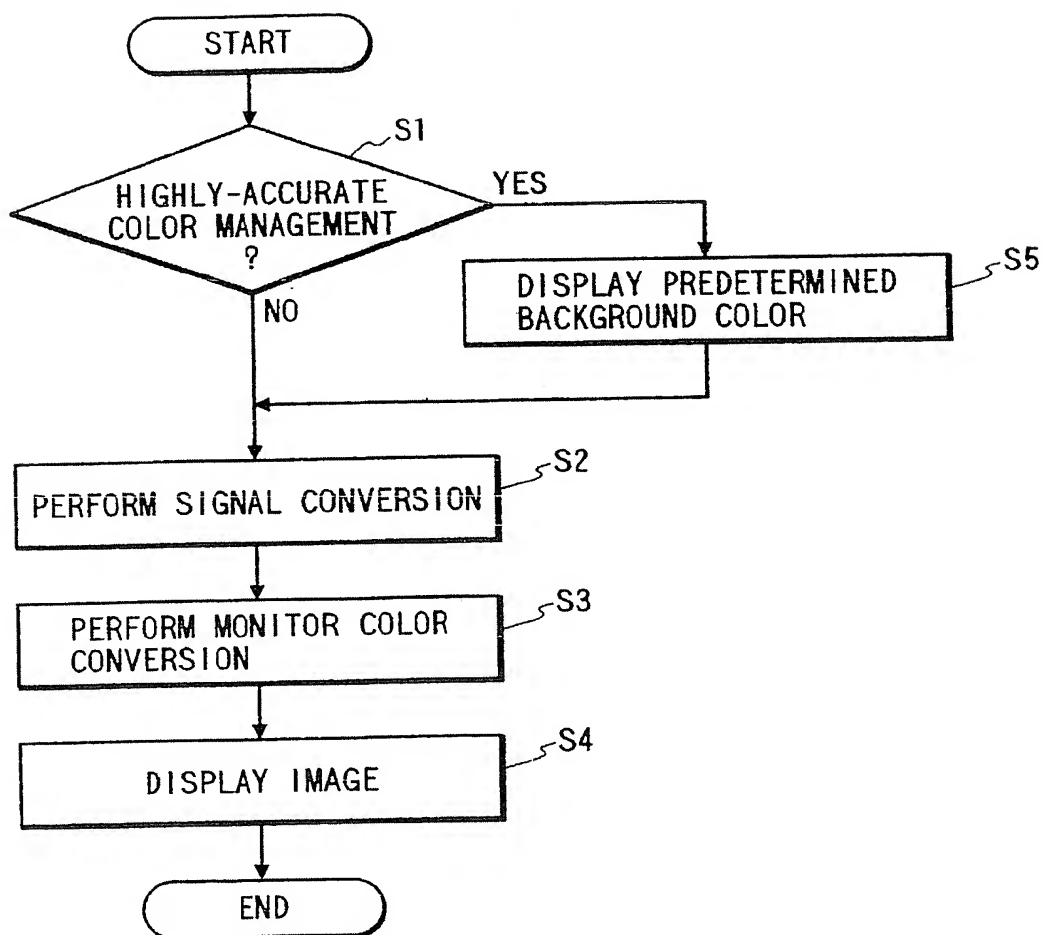 START
S1
HIGHLY-ACCURATE
COLOR MANAGEMENT
?
YES
NO
S5
DISPLAY PREDETERMINED
BACKGROUND COLOR
S2
PERFORM SIGNAL CONVERSION
S3
PERFORM MONITOR COLOR
CONVERSION
S4
DISPLAY IMAGE
END